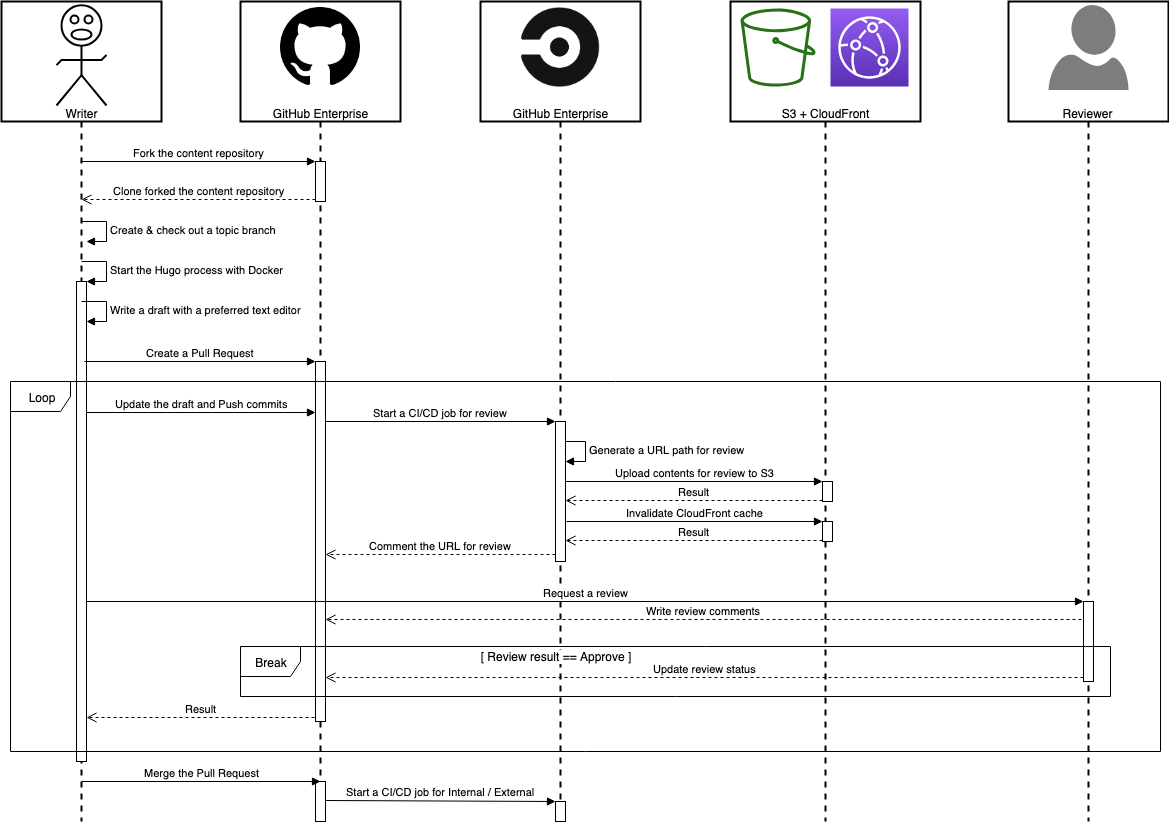 Writer
GitHub Enterprise
GitHub Enterprise
S3 + CloudFront
Reviewer
Fork the content repository
Clone forked the content repository
Create & check out a topic branch
Start the Hugo process with Docker
Write a draft with a preferred text editor
Create a Pull Request
Loop
Update the draft and Push commits
Start a CI/CD job for review
Generate a URL path for review
Upload contents for review to S3
Result
Invalidate CloudFront cache
Result
Comment the URL for review
Request a review
Write review comments
Break
[ Review result == Approve ]
Update review status
Result
Merge the Pull Request
Start a CI/CD job for Internal / External